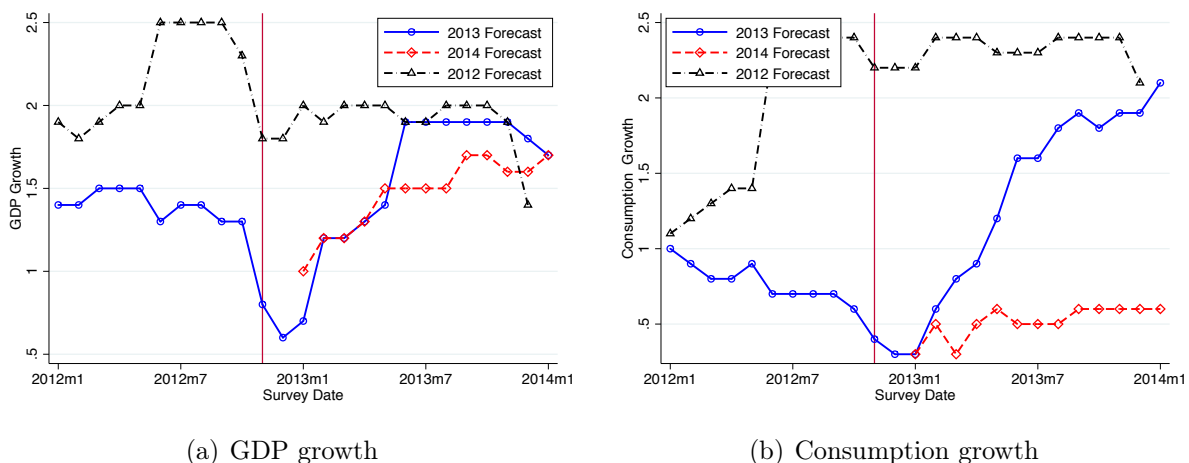 2013 Forecast
2014 Forecast
2012 Forecast
GDP Growth
2.5
2
1.5
1
.5
2012m1
2012m7
2013m1
2013m7
2014m1
Survey Date
(a) GDP growth
2013 Forecast
2014 Forecast
2012 Forecast
Consumption Growth
2.5
2
1.5
1
.5
2012m1
2012m7
2013m1
2013m7
2014m1
Survey Date
(b) Consumption growth